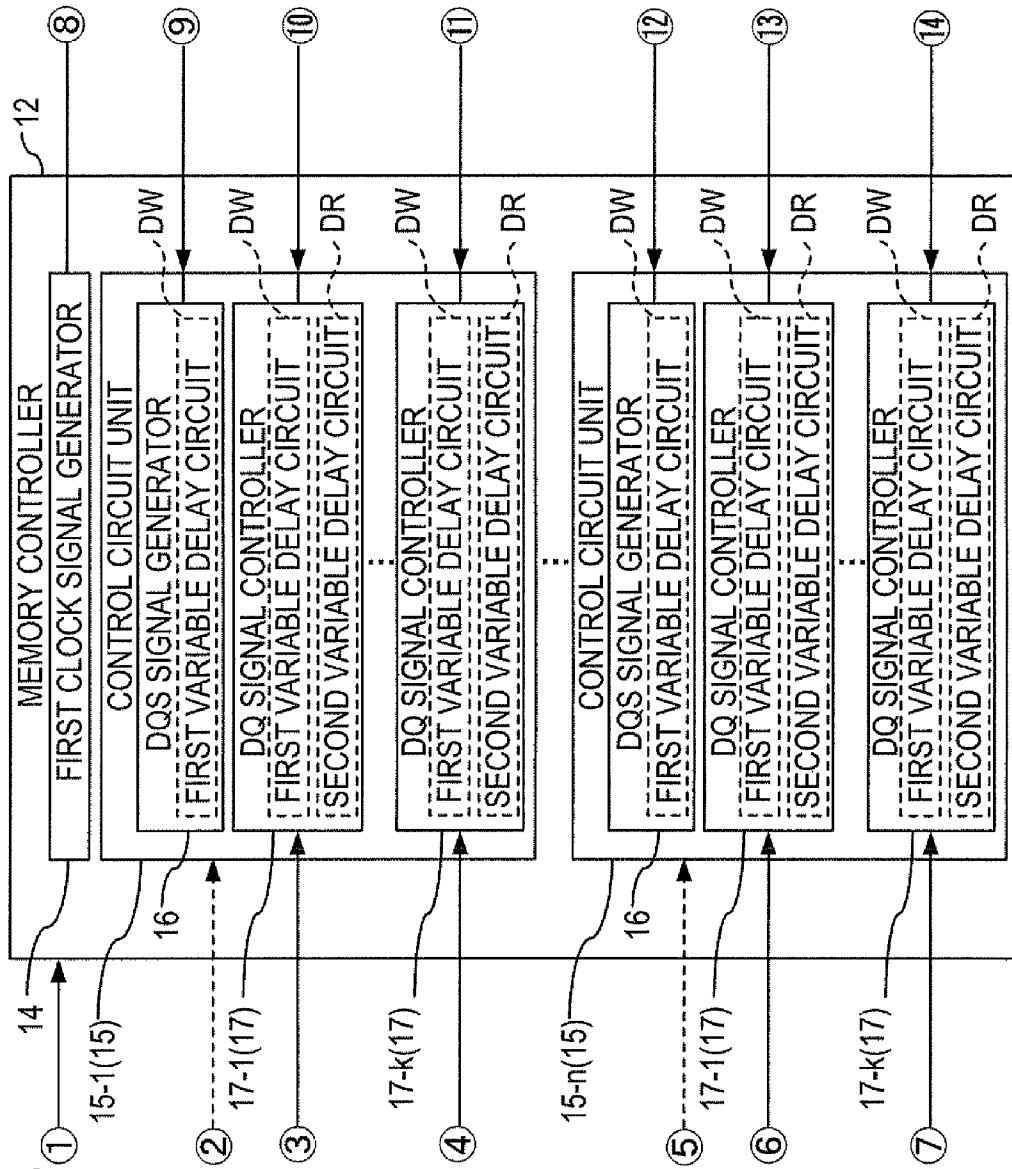 MEMORY CONTROLLER
12
14
FIRST CLOCK SIGNAL GENERATOR
① ⑧
15-1(15)
CONTROL CIRCUIT UNIT
16
DQS SIGNAL GENERATOR
FIRST VARIABLE DELAY CIRCUIT
DW
② ⑨
17-1(17)
DQ SIGNAL CONTROLLER
FIRST VARIABLE DELAY CIRCUIT
DW
SECOND VARIABLE DELAY CIRCUIT
DR
③ ⑩
17-k(17)
DQ SIGNAL CONTROLLER
FIRST VARIABLE DELAY CIRCUIT
DW
SECOND VARIABLE DELAY CIRCUIT
DR
④ ⑪
15-n(15)
CONTROL CIRCUIT UNIT
16
DQS SIGNAL GENERATOR
FIRST VARIABLE DELAY CIRCUIT
DW
⑤ ⑫
17-1(17)
DQ SIGNAL CONTROLLER
FIRST VARIABLE DELAY CIRCUIT
DW
SECOND VARIABLE DELAY CIRCUIT
DR
⑥ ⑬
17-k(17)
DQ SIGNAL CONTROLLER
FIRST VARIABLE DELAY CIRCUIT
DW
SECOND VARIABLE DELAY CIRCUIT
DR
⑦ ⑭